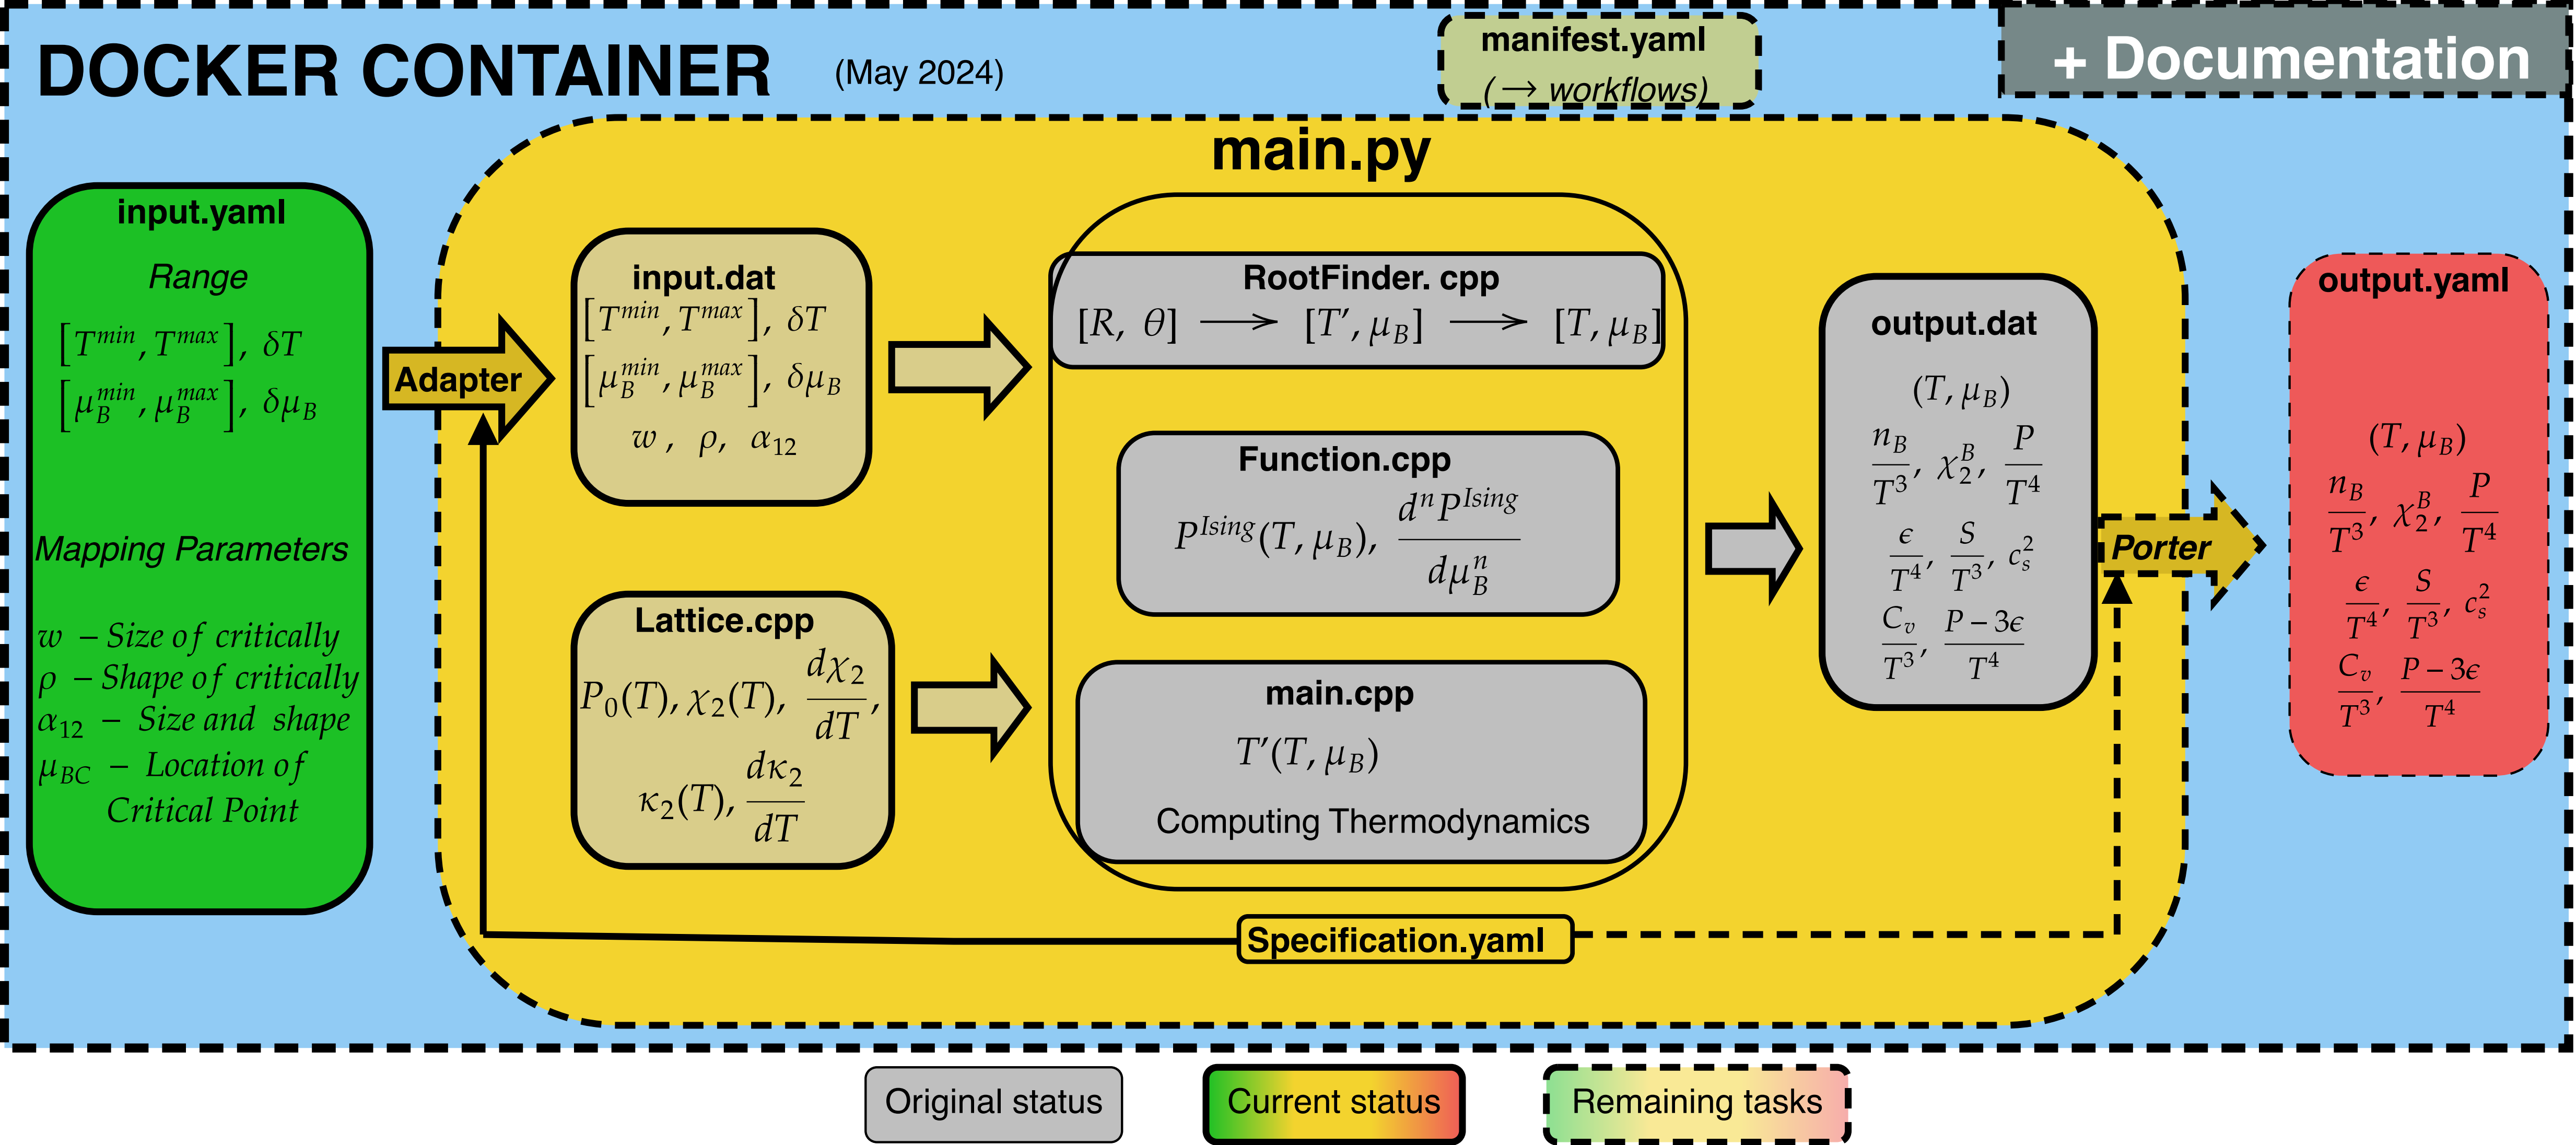 DOCKER CONTAINER (May 2024)
manifest.yaml
(→ workflows)
+ Documentation
main.py
input.yaml
Range
[T^min, T^max], δT
[μ_B^min, μ_B^max], δμ_B
Mapping Parameters
w – Size of critically
ρ – Shape of critically
α_12 – Size and shape
μ_BC – Location of
Critical Point
Adapter
input.dat
[T^min, T^max], δT
[μ_B^min, μ_B^max], δμ_B
w , ρ, α_12
Lattice.cpp
P_0(T), χ_2(T), dχ_2/dT,
κ_2(T), dκ_2/dT
RootFinder. cpp
[R, θ] → [T′, μ_B] → [T, μ_B]
Function.cpp
P^Ising(T, μ_B), d^n P^Ising/dμ_B^n
main.cpp
T′(T, μ_B)
Computing Thermodynamics
output.dat
(T, μ_B)
n_B/T^3, χ_2^B, P/T^4
ϵ/T^4, S/T^3, c_s^2
C_v/T^3, P – 3ϵ/T^4
Porter
output.yaml
(T, μ_B)
n_B/T^3, χ_2^B, P/T^4
ϵ/T^4, S/T^3, c_s^2
C_v/T^3, P – 3ϵ/T^4
Specification.yaml
Original status
Current status
Remaining tasks